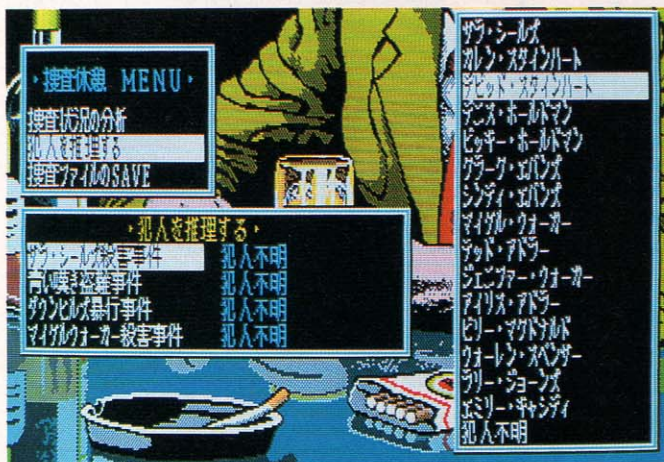 ・捜査休憩 MENU・
捜査状況の分析
犯人を推理する
捜査ファイルのSAVE
・犯人を推理する・
サラ・シールズ殺害事件 犯人不明
青い嘆き盗難事件 犯人不明
ダウンヒルズ暴行事件 犯人不明
マイケルウォーカー殺害事件 犯人不明
サラ・シールズ
カレン・スタインハート
デビッド・スタインハート
デニス・ホールドマン
ビッキー・ホールドマン
クラーク・エバンズ
シンディ・エバンズ
マイケル・ウォーカー
テッド・アドラー
ジェニファー・ウォーカー
アイリス・アドラー
ビリー・マクドナルド
ウォーレン・スペンサー
ラリー・ジョーンズ
エミリー・キャシディ
犯人不明